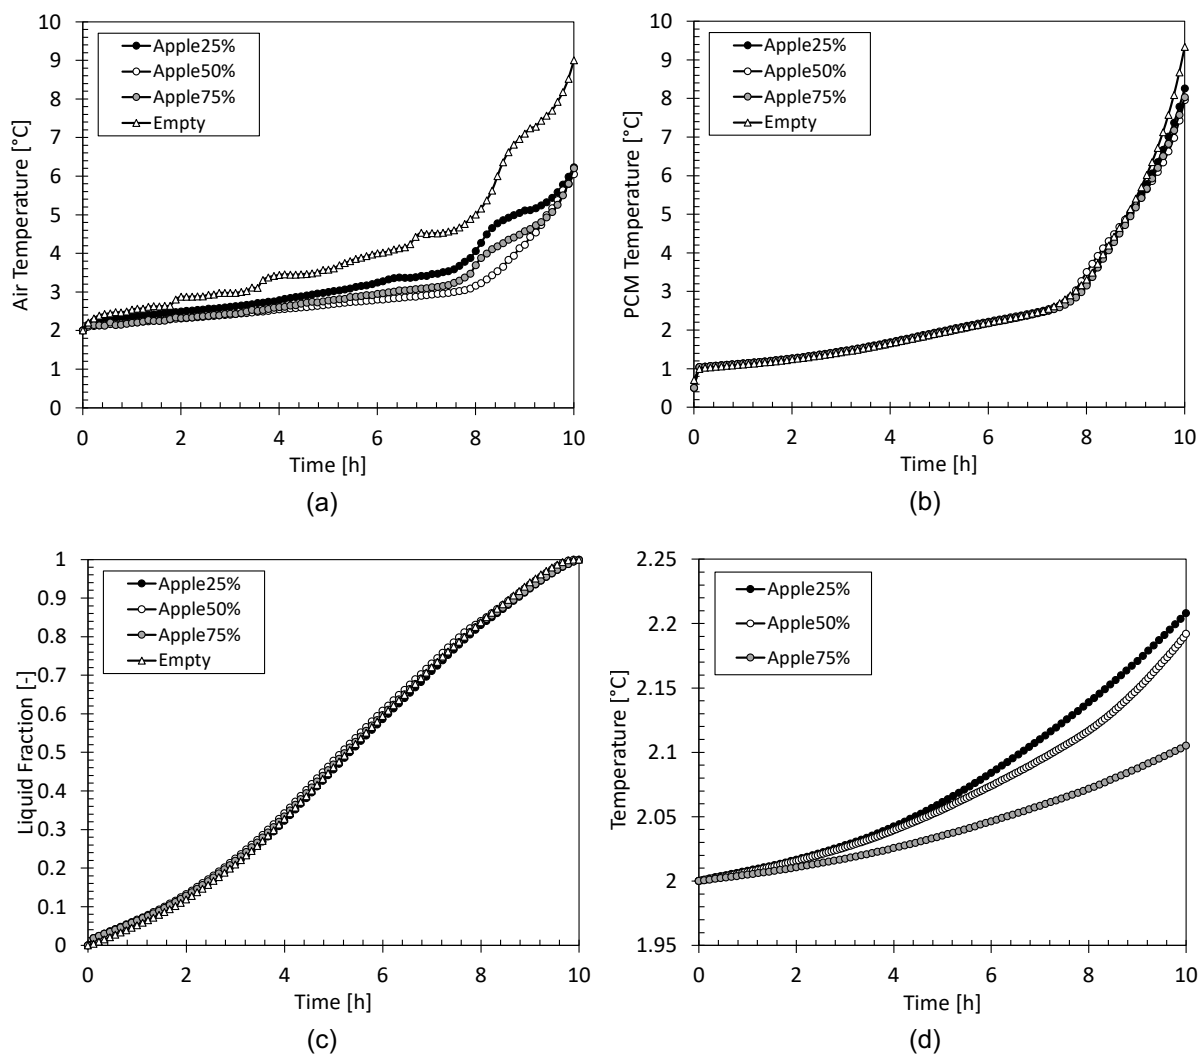 10
9
8
7
6
5
4
3
2
1
0
Air Temperature [°C]
Apple25%
Apple50%
Apple75%
Empty
0 2 4 6 8 10
Time [h]
(a)
10
9
8
7
6
5
4
3
2
1
0
PCM Temperature [°C]
Apple25%
Apple50%
Apple75%
Empty
0 2 4 6 8 10
Time [h]
(b)
1
0.9
0.8
0.7
0.6
0.5
0.4
0.3
0.2
0.1
0
Liquid Fraction [-]
Apple25%
Apple50%
Apple75%
Empty
0 2 4 6 8 10
Time [h]
(c)
2.25
2.2
2.15
2.1
2.05
2
1.95
Temperature [°C]
Apple25%
Apple50%
Apple75%
0 2 4 6 8 10
Time [h]
(d)